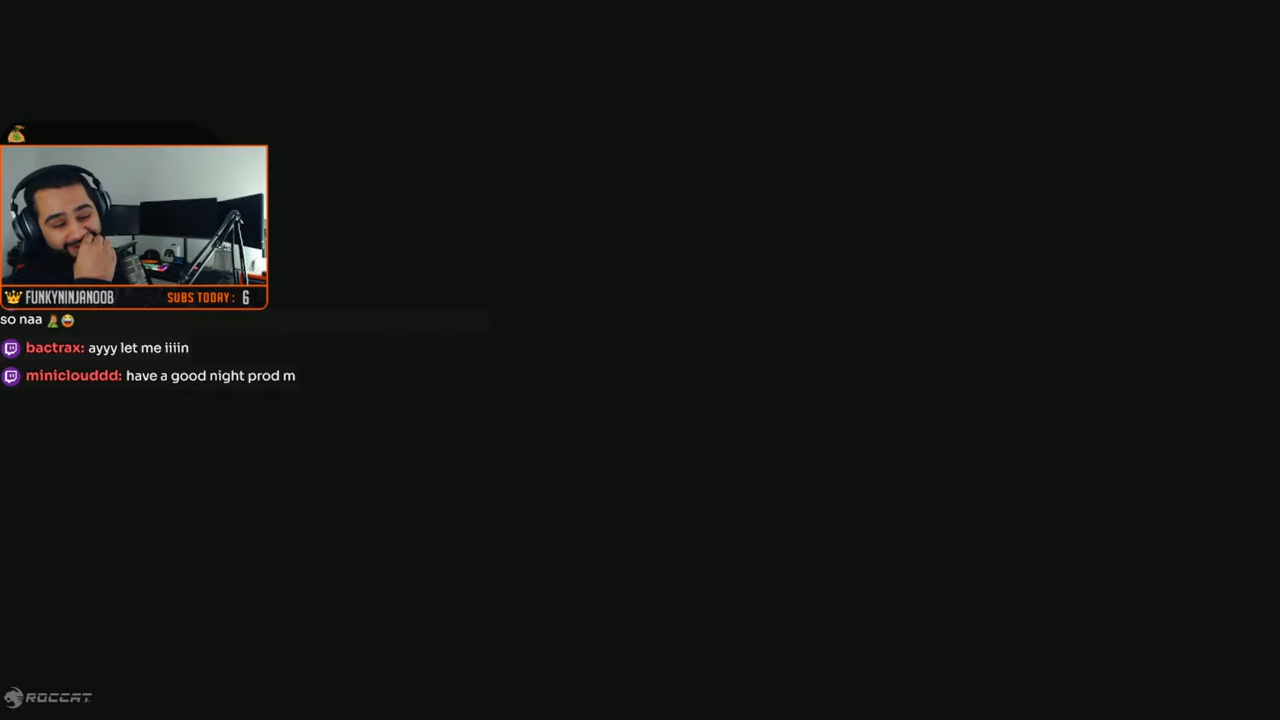 FUNKYNINJANOOB SUBS TODAY: 6
so naa 🤦‍♂️😂
bactrax: ayyy let me iiiin
miniclouddd: have a good night prod m
ROCCAT